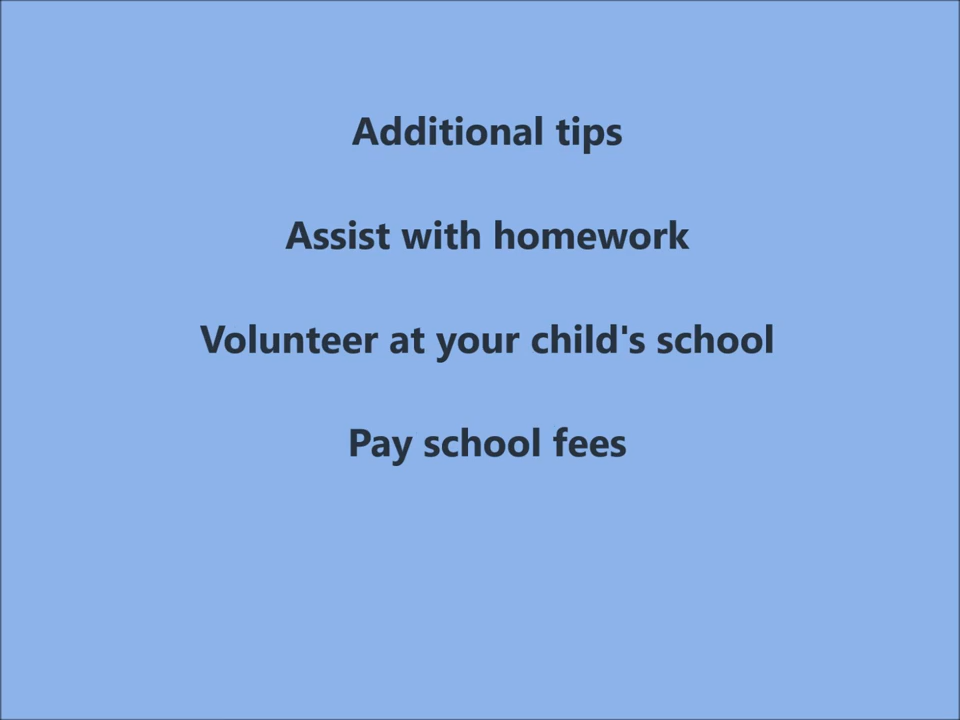 Additional tips
Assist with homework
Volunteer at your child's school
Pay school fees